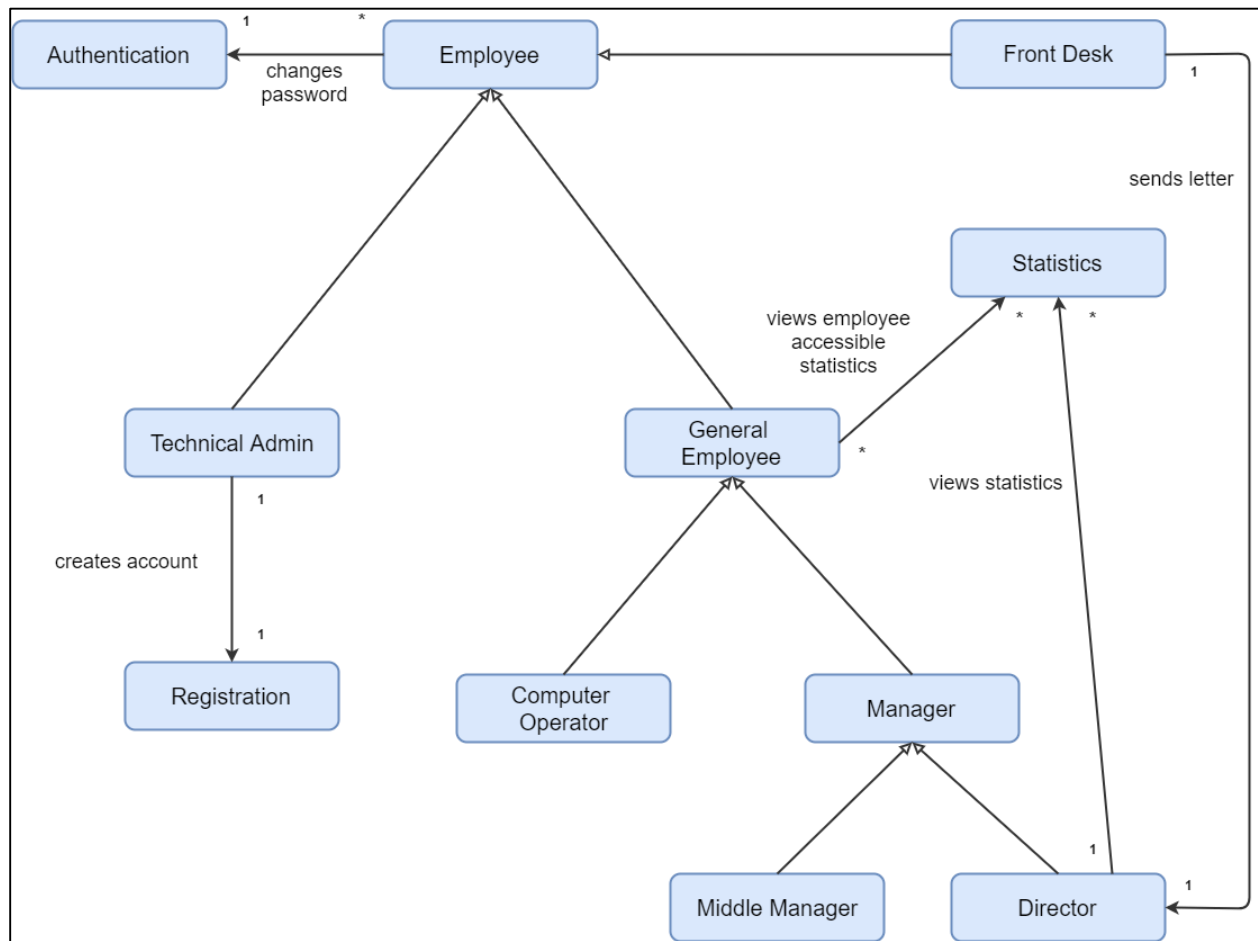 1
*
Authentication
Employee
Front Desk
changes
password
1
sends letter
Statistics
views employee
accessible
statistics
*
*
Technical Admin
General
Employee
*
1
views statistics
creates account
1
Registration
Computer
Operator
Manager
1
1
Middle Manager
Director